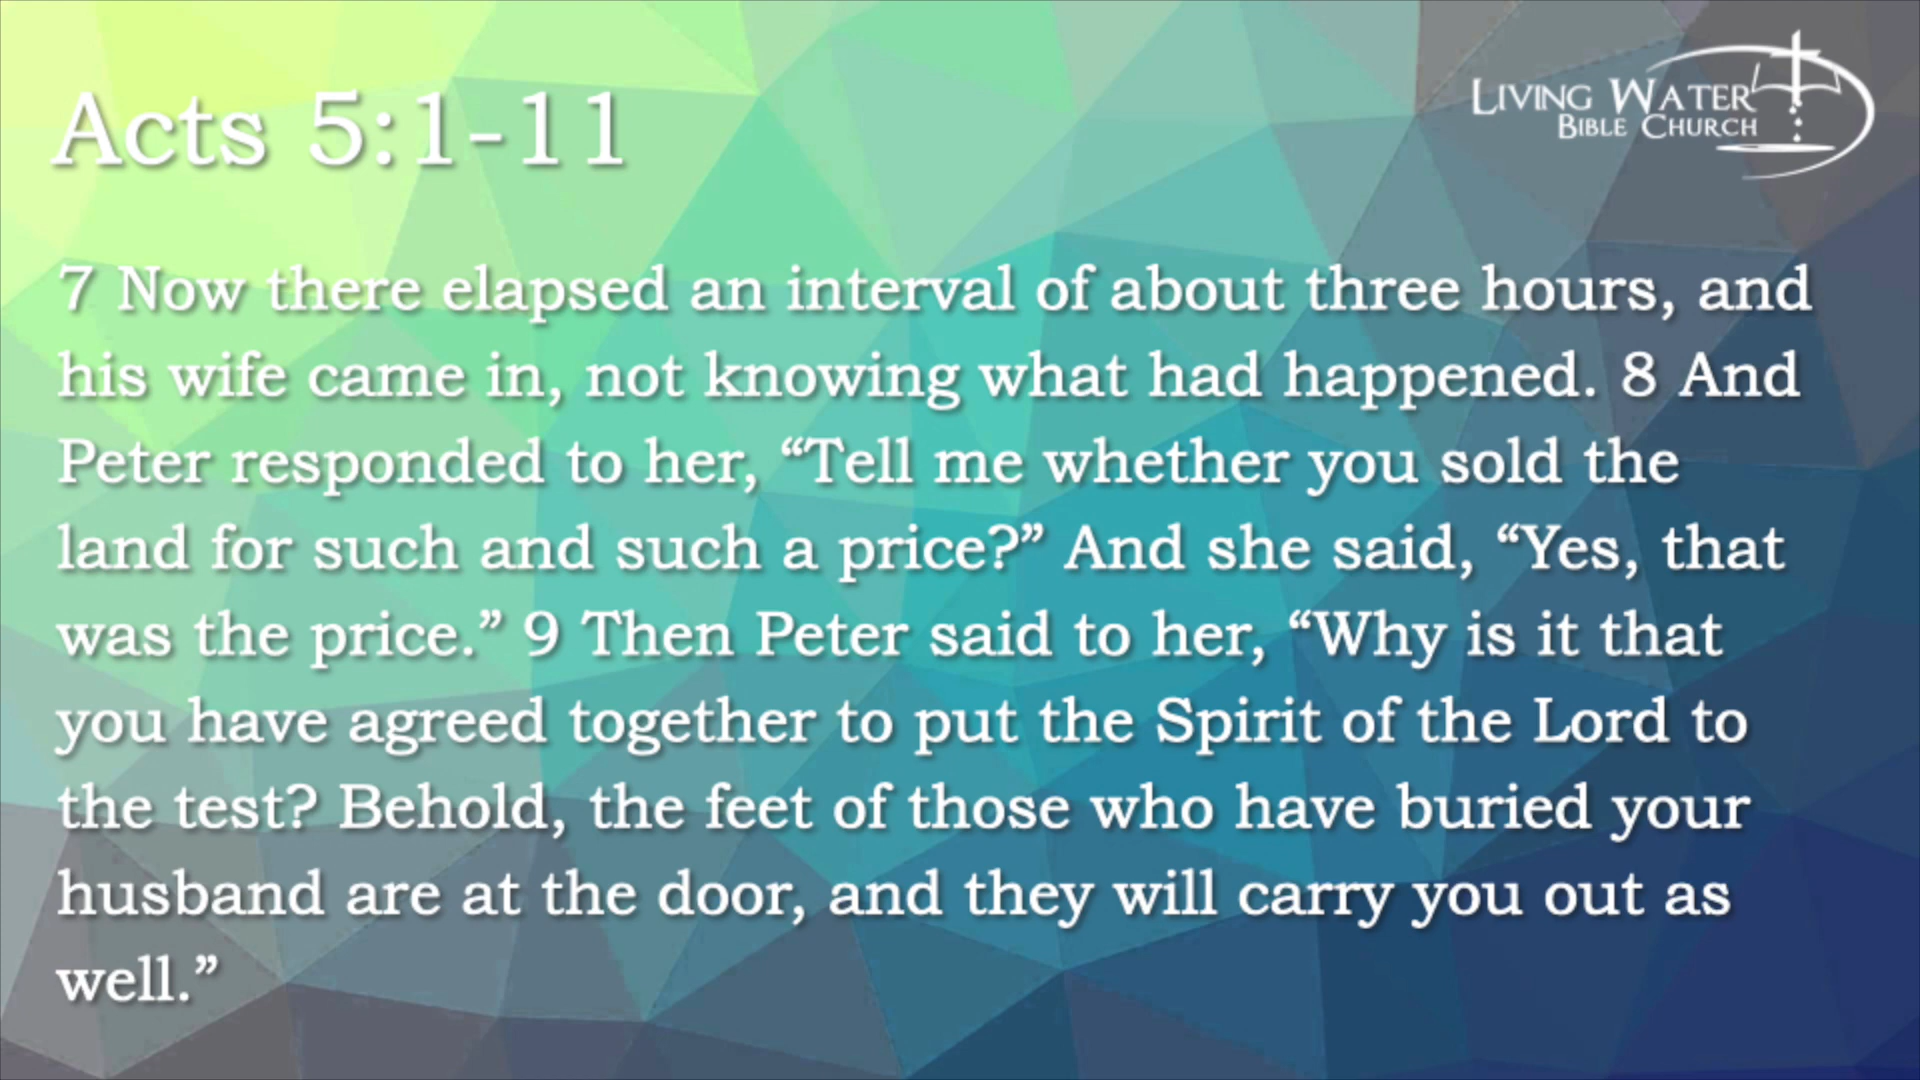 Acts 5:1-11
LIVING WATER
BIBLE CHURCH
7 Now there elapsed an interval of about three hours, and
his wife came in, not knowing what had happened. 8 And
Peter responded to her, “Tell me whether you sold the
land for such and such a price?” And she said, “Yes, that
was the price.” 9 Then Peter said to her, “Why is it that
you have agreed together to put the Spirit of the Lord to
the test? Behold, the feet of those who have buried your
husband are at the door, and they will carry you out as
well.”